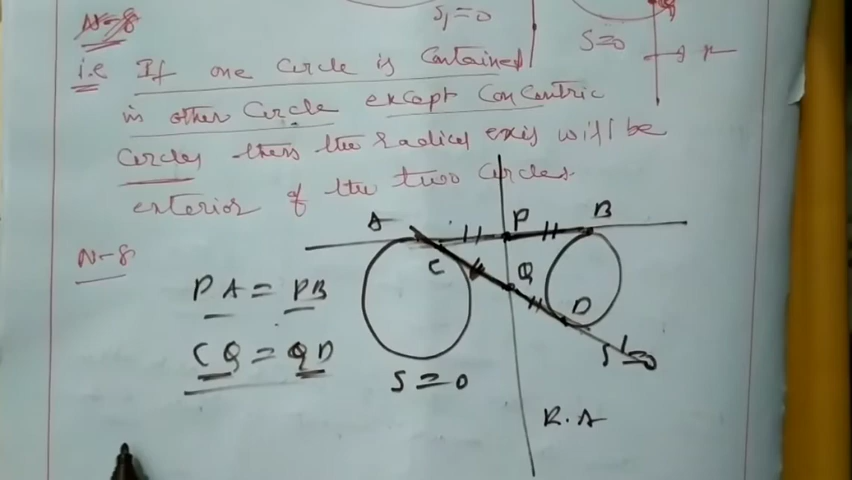 N-8
S₁=0
S=0
i.e If one Circle is Contained
in other Circle except Concentric
Circles then the radical exis will be
exterior of the two Circles.
A P B
N-8
C Q
PA = PB
D
CQ = QD
S=0
S'=0
R.A